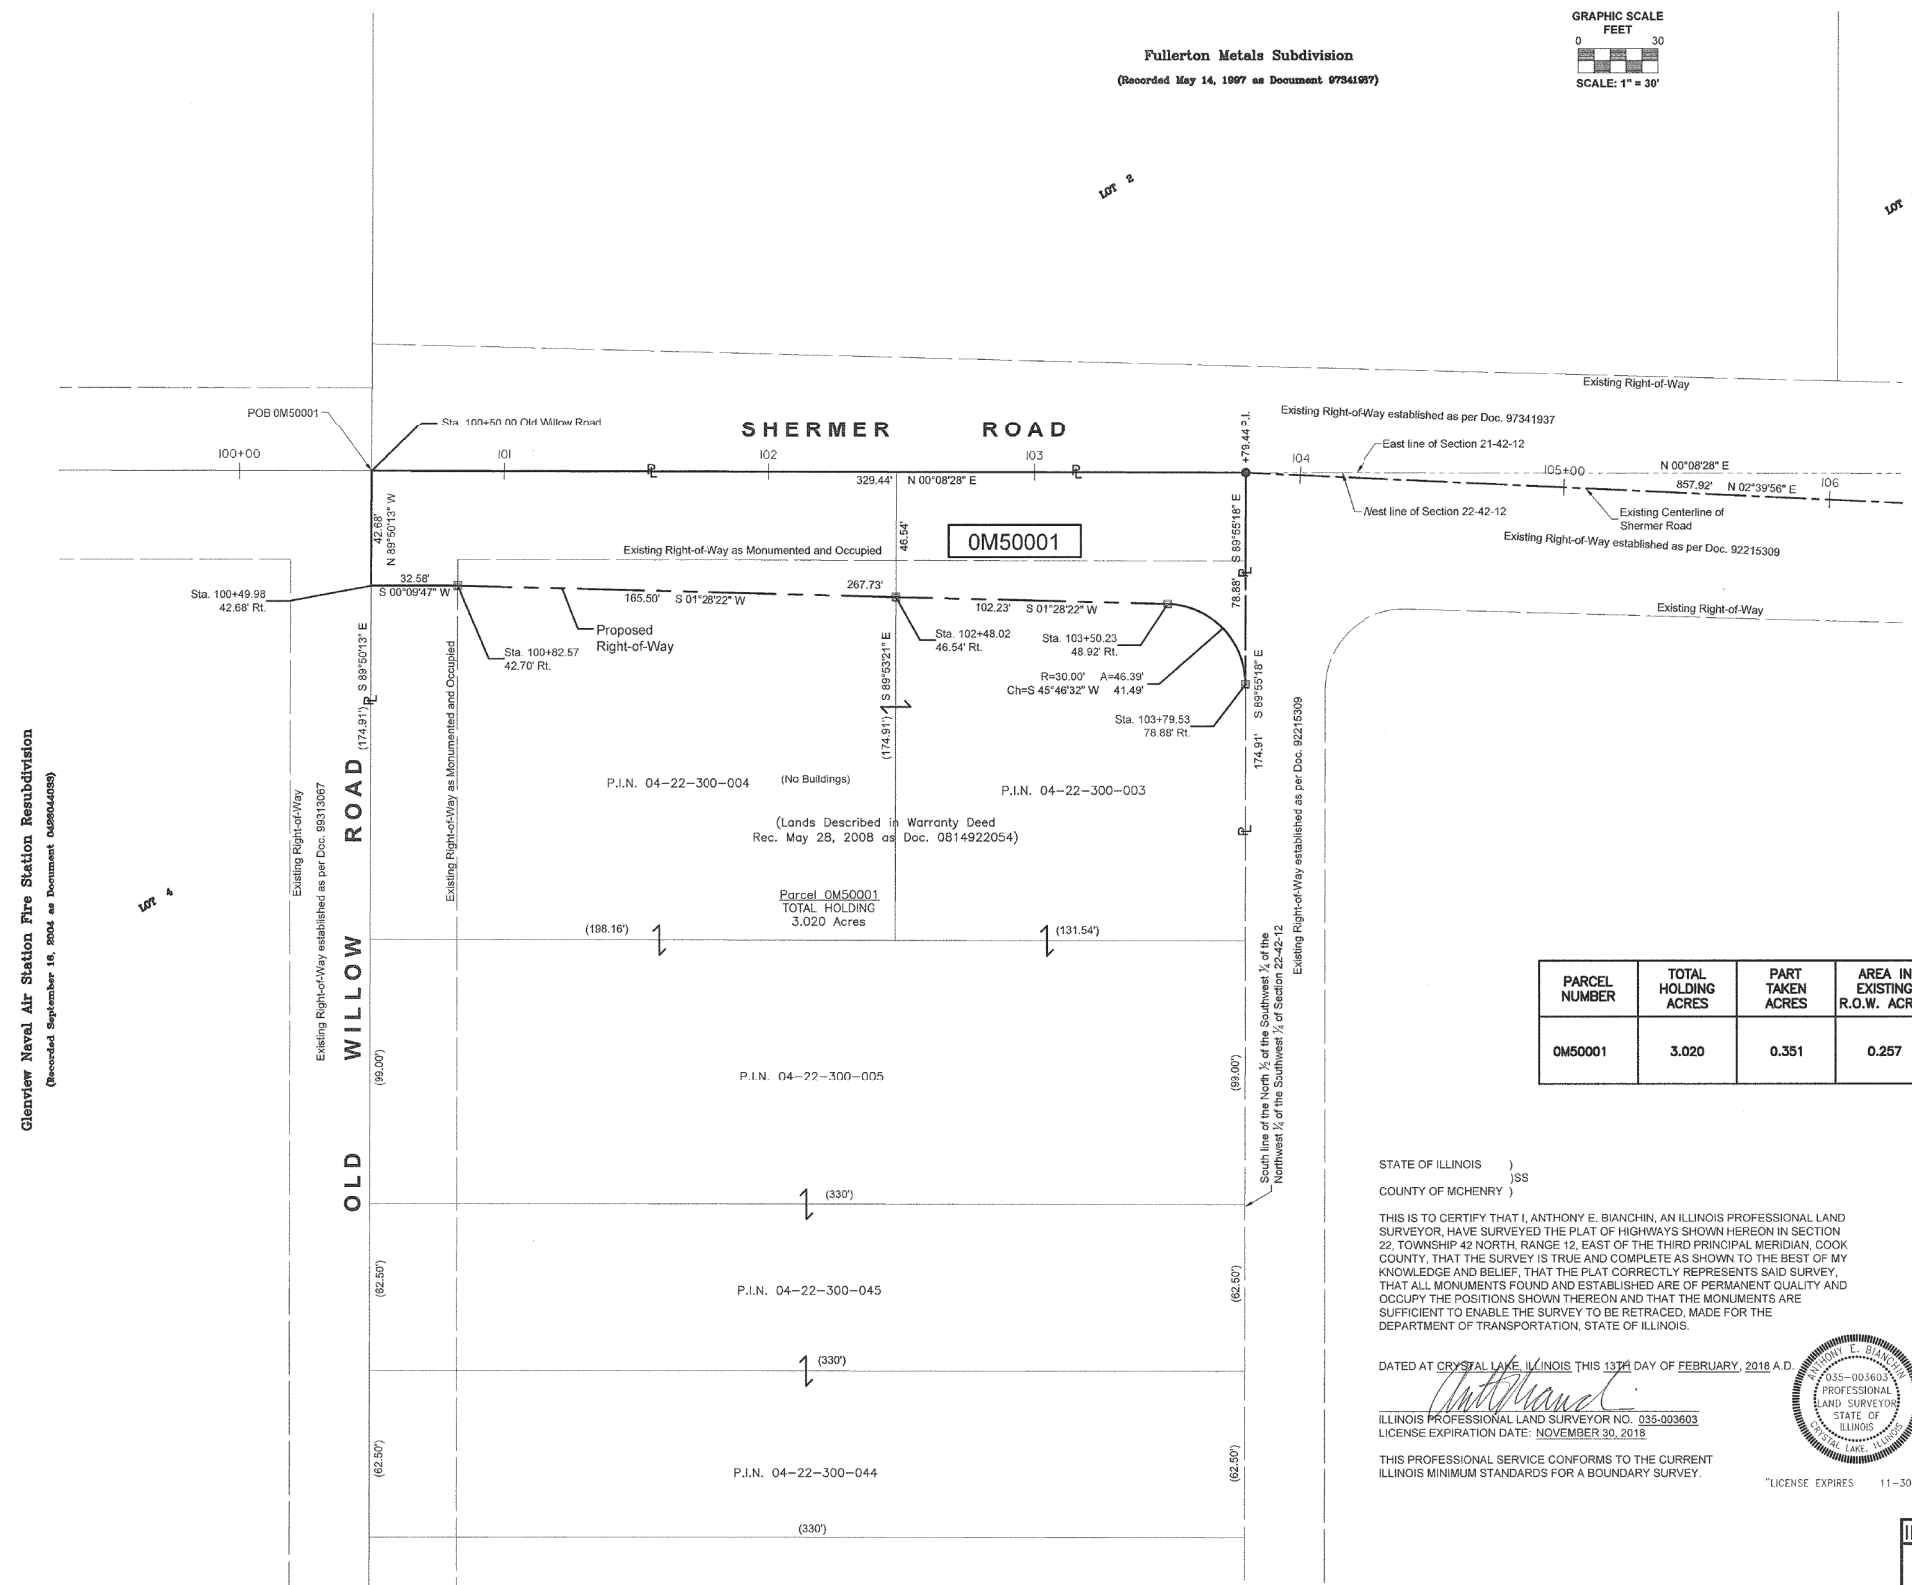 GRAPHIC SCALE
FEET
0 30
SCALE: 1" = 30'
Fullerton Metals Subdivision
(Recorded May 14, 1997 as Document 97341937)
LOT 2
LOT
Existing Right-of-Way
Existing Right-of-Way established as per Doc. 97341937
East line of Section 21-42-12
POB 0M50001
Sta. 100+50.00 Old Willow Road
SHERMER ROAD
+79.44 P.I.
100+00
101
102
103
104
105+00
106
N 00°08'28" E
857.92' N 02°39'56" E
329.44' N 00°08'28" E
West line of Section 22-42-12
Existing Centerline of
Shermer Road
Existing Right-of-Way established as per Doc. 92215309
42.68'
N 89°50'13" W
46.54'
0M50001
S 89°55'18" E
78.88'
Existing Right-of-Way as Monumented and Occupied
Existing Right-of-Way
Sta. 100+49.98
42.68' Rt.
32.58'
S 00°09'47" W
165.50' S 01°28'22" W
267.73'
102.23' S 01°28'22" W
Proposed
Right-of-Way
Sta. 100+82.57
42.70' Rt.
Sta. 102+48.02
46.54' Rt.
Sta. 103+50.23
48.92' Rt.
R=30.00' A=46.39'
Ch=S 45°46'32" W 41.49'
Sta. 103+79.53
78.88' Rt.
(174.91') S 89°50'13" E
(174.91') S 89°53'21" E
174.91' S 89°55'18" E
Existing Right-of-Way as Monumented and Occupied
Existing Right-of-Way established as per Doc. 92215309
P.I.N. 04-22-300-004
(No Buildings)
P.I.N. 04-22-300-003
(Lands Described in Warranty Deed
Rec. May 28, 2008 as Doc. 0814922054)
Parcel 0M50001
TOTAL HOLDING
3.020 Acres
(198.16')
(131.54')
Glenview Naval Air Station Fire Station Resubdivision
(Recorded September 16, 2004 as Document 0426044033)
LOT 4
Existing Right-of-Way
Existing Right-of-Way established as per Doc. 99313067
OLD WILLOW ROAD
(99.00')
P.I.N. 04-22-300-005
(99.00')
South line of the North ½ of the Southwest ¼ of the
Northwest ¼ of the Southwest ¼ of Section 22-42-12
(330')
(62.50')
P.I.N. 04-22-300-045
(62.50')
(330')
(62.50')
P.I.N. 04-22-300-044
(62.50')
(330')
PARCEL NUMBER
TOTAL HOLDING ACRES
PART TAKEN ACRES
AREA IN EXISTING R.O.W. ACR
0M50001 3.020 0.351 0.257
STATE OF ILLINOIS )
)SS
COUNTY OF MCHENRY )
THIS IS TO CERTIFY THAT I, ANTHONY E. BIANCHIN, AN ILLINOIS PROFESSIONAL LAND
SURVEYOR, HAVE SURVEYED THE PLAT OF HIGHWAYS SHOWN HEREON IN SECTION
22, TOWNSHIP 42 NORTH, RANGE 12, EAST OF THE THIRD PRINCIPAL MERIDIAN, COOK
COUNTY, THAT THE SURVEY IS TRUE AND COMPLETE AS SHOWN TO THE BEST OF MY
KNOWLEDGE AND BELIEF, THAT THE PLAT CORRECTLY REPRESENTS SAID SURVEY,
THAT ALL MONUMENTS FOUND AND ESTABLISHED ARE OF PERMANENT QUALITY AND
OCCUPY THE POSITIONS SHOWN THEREON AND THAT THE MONUMENTS ARE
SUFFICIENT TO ENABLE THE SURVEY TO BE RETRACED, MADE FOR THE
DEPARTMENT OF TRANSPORTATION, STATE OF ILLINOIS.
DATED AT CRYSTAL LAKE, ILLINOIS THIS 13TH DAY OF FEBRUARY, 2018 A.D.
ILLINOIS PROFESSIONAL LAND SURVEYOR NO. 035-003603
LICENSE EXPIRATION DATE: NOVEMBER 30, 2018
THIS PROFESSIONAL SERVICE CONFORMS TO THE CURRENT
ILLINOIS MINIMUM STANDARDS FOR A BOUNDARY SURVEY.
ANTHONY E. BIANCHIN
035-003603
PROFESSIONAL
LAND SURVEYOR
STATE OF
ILLINOIS
CRYSTAL LAKE, ILLINOIS
"LICENSE EXPIRES 11-30